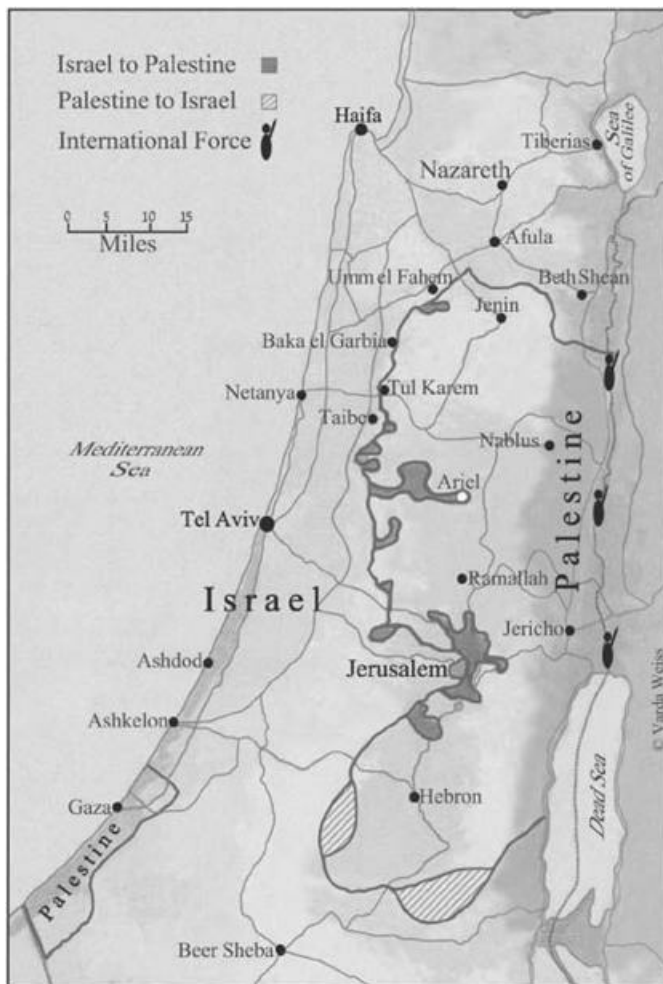 Israel to Palestine
Palestine to Israel
International Force
0 5 10 15
Miles
Haifa
Tiberias
Sea
of Galilee
Nazareth
Afula
Umm el Fahem
Beth Shean
Jenin
Baka el Garbia
Netanya
Tul Karem
Taibe
Nablus
Mediterranean
Sea
Ariel
Palestine
Tel Aviv
Israel
Ramallah
Jericho
Ashdod
Jerusalem
© Varda Weiss
Ashkelon
Hebron
Dead Sea
Gaza
Palestine
Beer Sheba